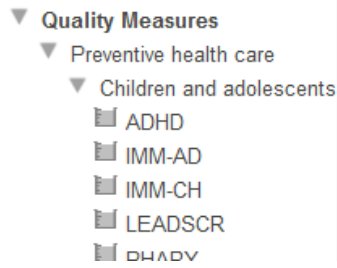 Quality Measures
Preventive health care
Children and adolescents
ADHD
IMM-AD
IMM-CH
LEADSCR